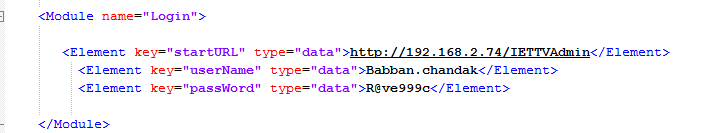 <Module name="Login">
<Element key="startURL" type="data">http://192.168.2.74/IETTVAdmin</Element>
<Element key="userName" type="data">Babban.chandak</Element>
<Element key="passWord" type="data">R@ve999c</Element>
</Module>